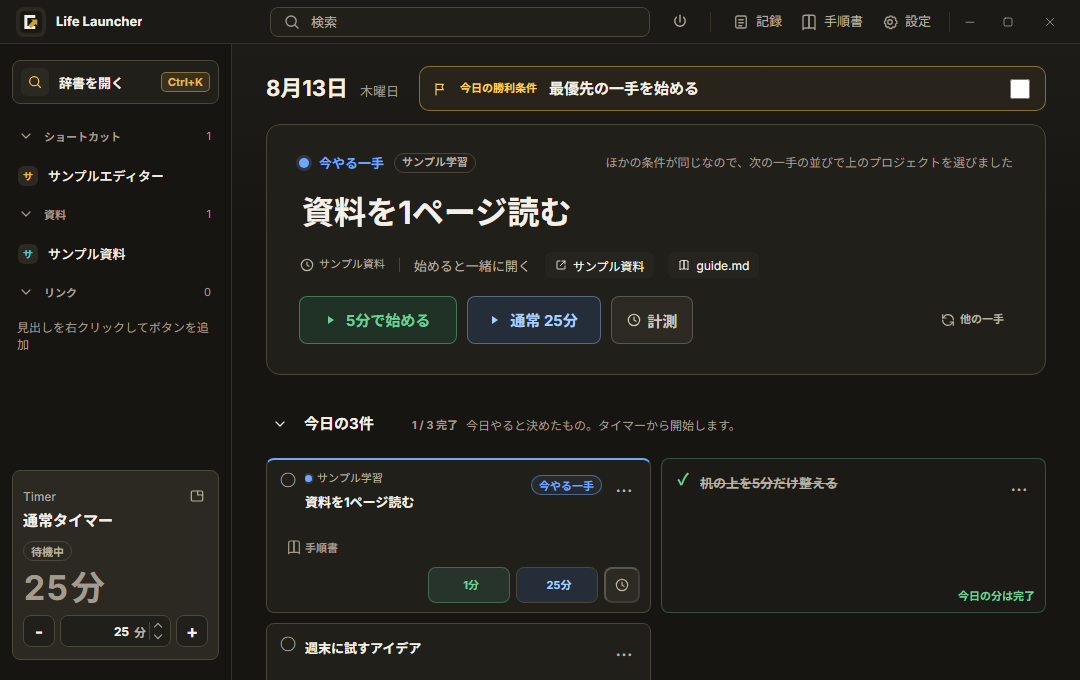 Life Launcher
検索
記録
手順書
設定
辞書を開く
Ctrl+K
ショートカット
1
サ
サンプルエディター
資料
1
サ
サンプル資料
リンク
0
見出しを右クリックしてボタンを追
加
Timer
通常タイマー
待機中
25分
-
25 分
+
8月13日 木曜日
今日の勝利条件 最優先の一手を始める
今やる一手 サンプル学習
ほかの条件が同じなので、次の一手の並びで上のプロジェクトを選びました
資料を1ページ読む
サンプル資料
始めると一緒に開く
サンプル資料
guide.md
5分で始める
通常 25分
計測
他の一手
今日の3件
1 / 3 完了 今日やると決めたもの。タイマーから開始します。
サンプル学習
今やる一手
...
資料を1ページ読む
手順書
1分
25分
机の上を5分だけ整える
...
今日の分は完了
週末に試すアイデア
...